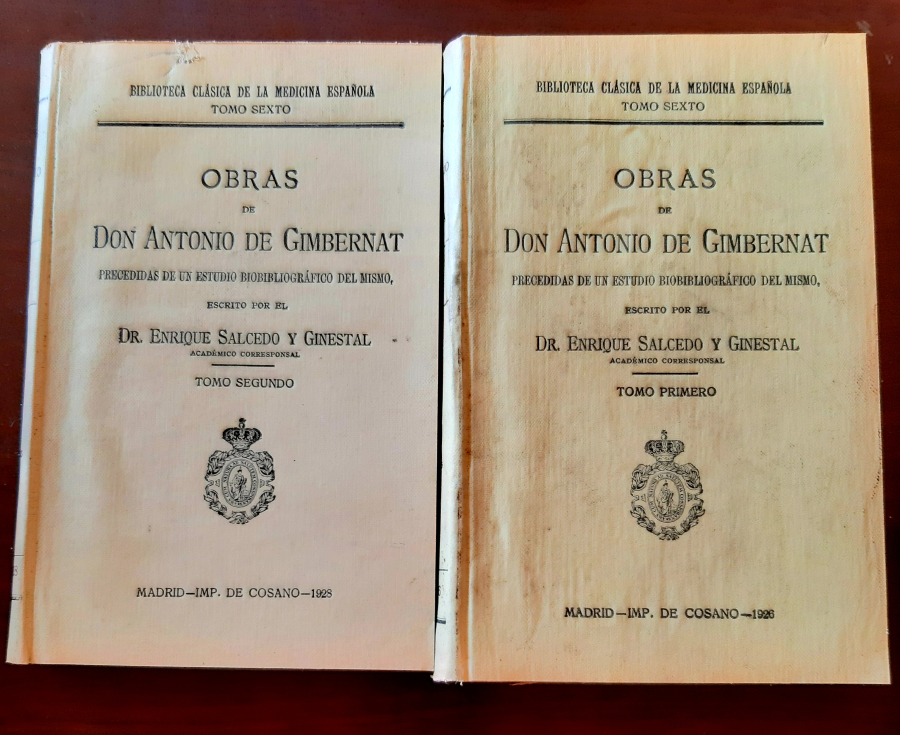 BIBLIOTECA CLÁSICA DE LA MEDICINA ESPAÑOLA
TOMO SEXTO
OBRAS
DE
DON ANTONIO DE GIMBERNAT
PRECEDIDAS DE UN ESTUDIO BIOBIBLIOGRÁFICO DEL MISMO,
ESCRITO POR EL
DR. ENRIQUE SALCEDO Y GINESTAL
ACADÉMICO CORRESPONSAL
TOMO SEGUNDO
MADRID—IMP. DE COSANO—1928
BIBLIOTECA CLÁSICA DE LA MEDICINA ESPAÑOLA
TOMO SEXTO
OBRAS
DE
DON ANTONIO DE GIMBERNAT
PRECEDIDAS DE UN ESTUDIO BIOBIBLIOGRÁFICO DEL MISMO,
ESCRITO POR EL
DR. ENRIQUE SALCEDO Y GINESTAL
ACADÉMICO CORRESPONSAL
TOMO PRIMERO
MADRID—IMP. DE COSANO—1926